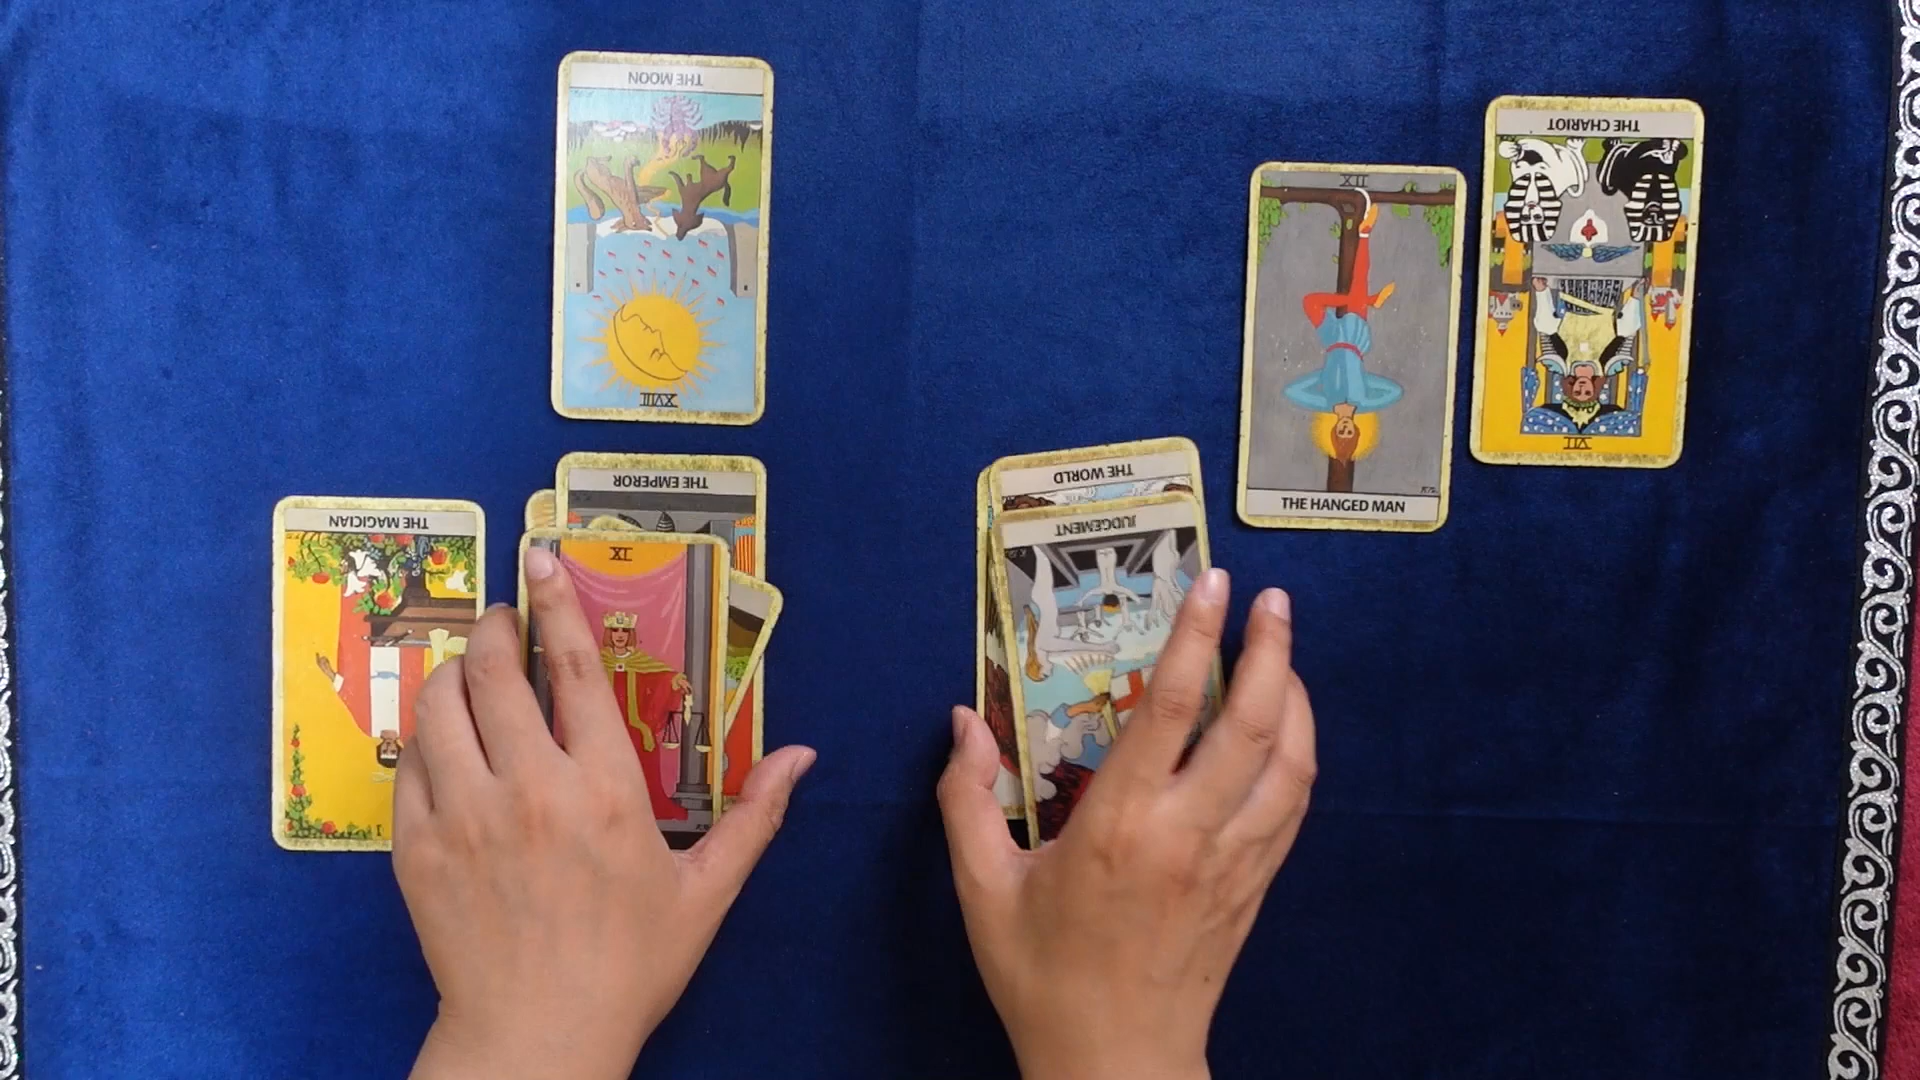 THE MOON
XVIII
THE CHARIOT
VII
XII
THE HANGED MAN
THE EMPEROR
THE WORLD
THE MAGICIAN
I
XI
JUDGEMENT